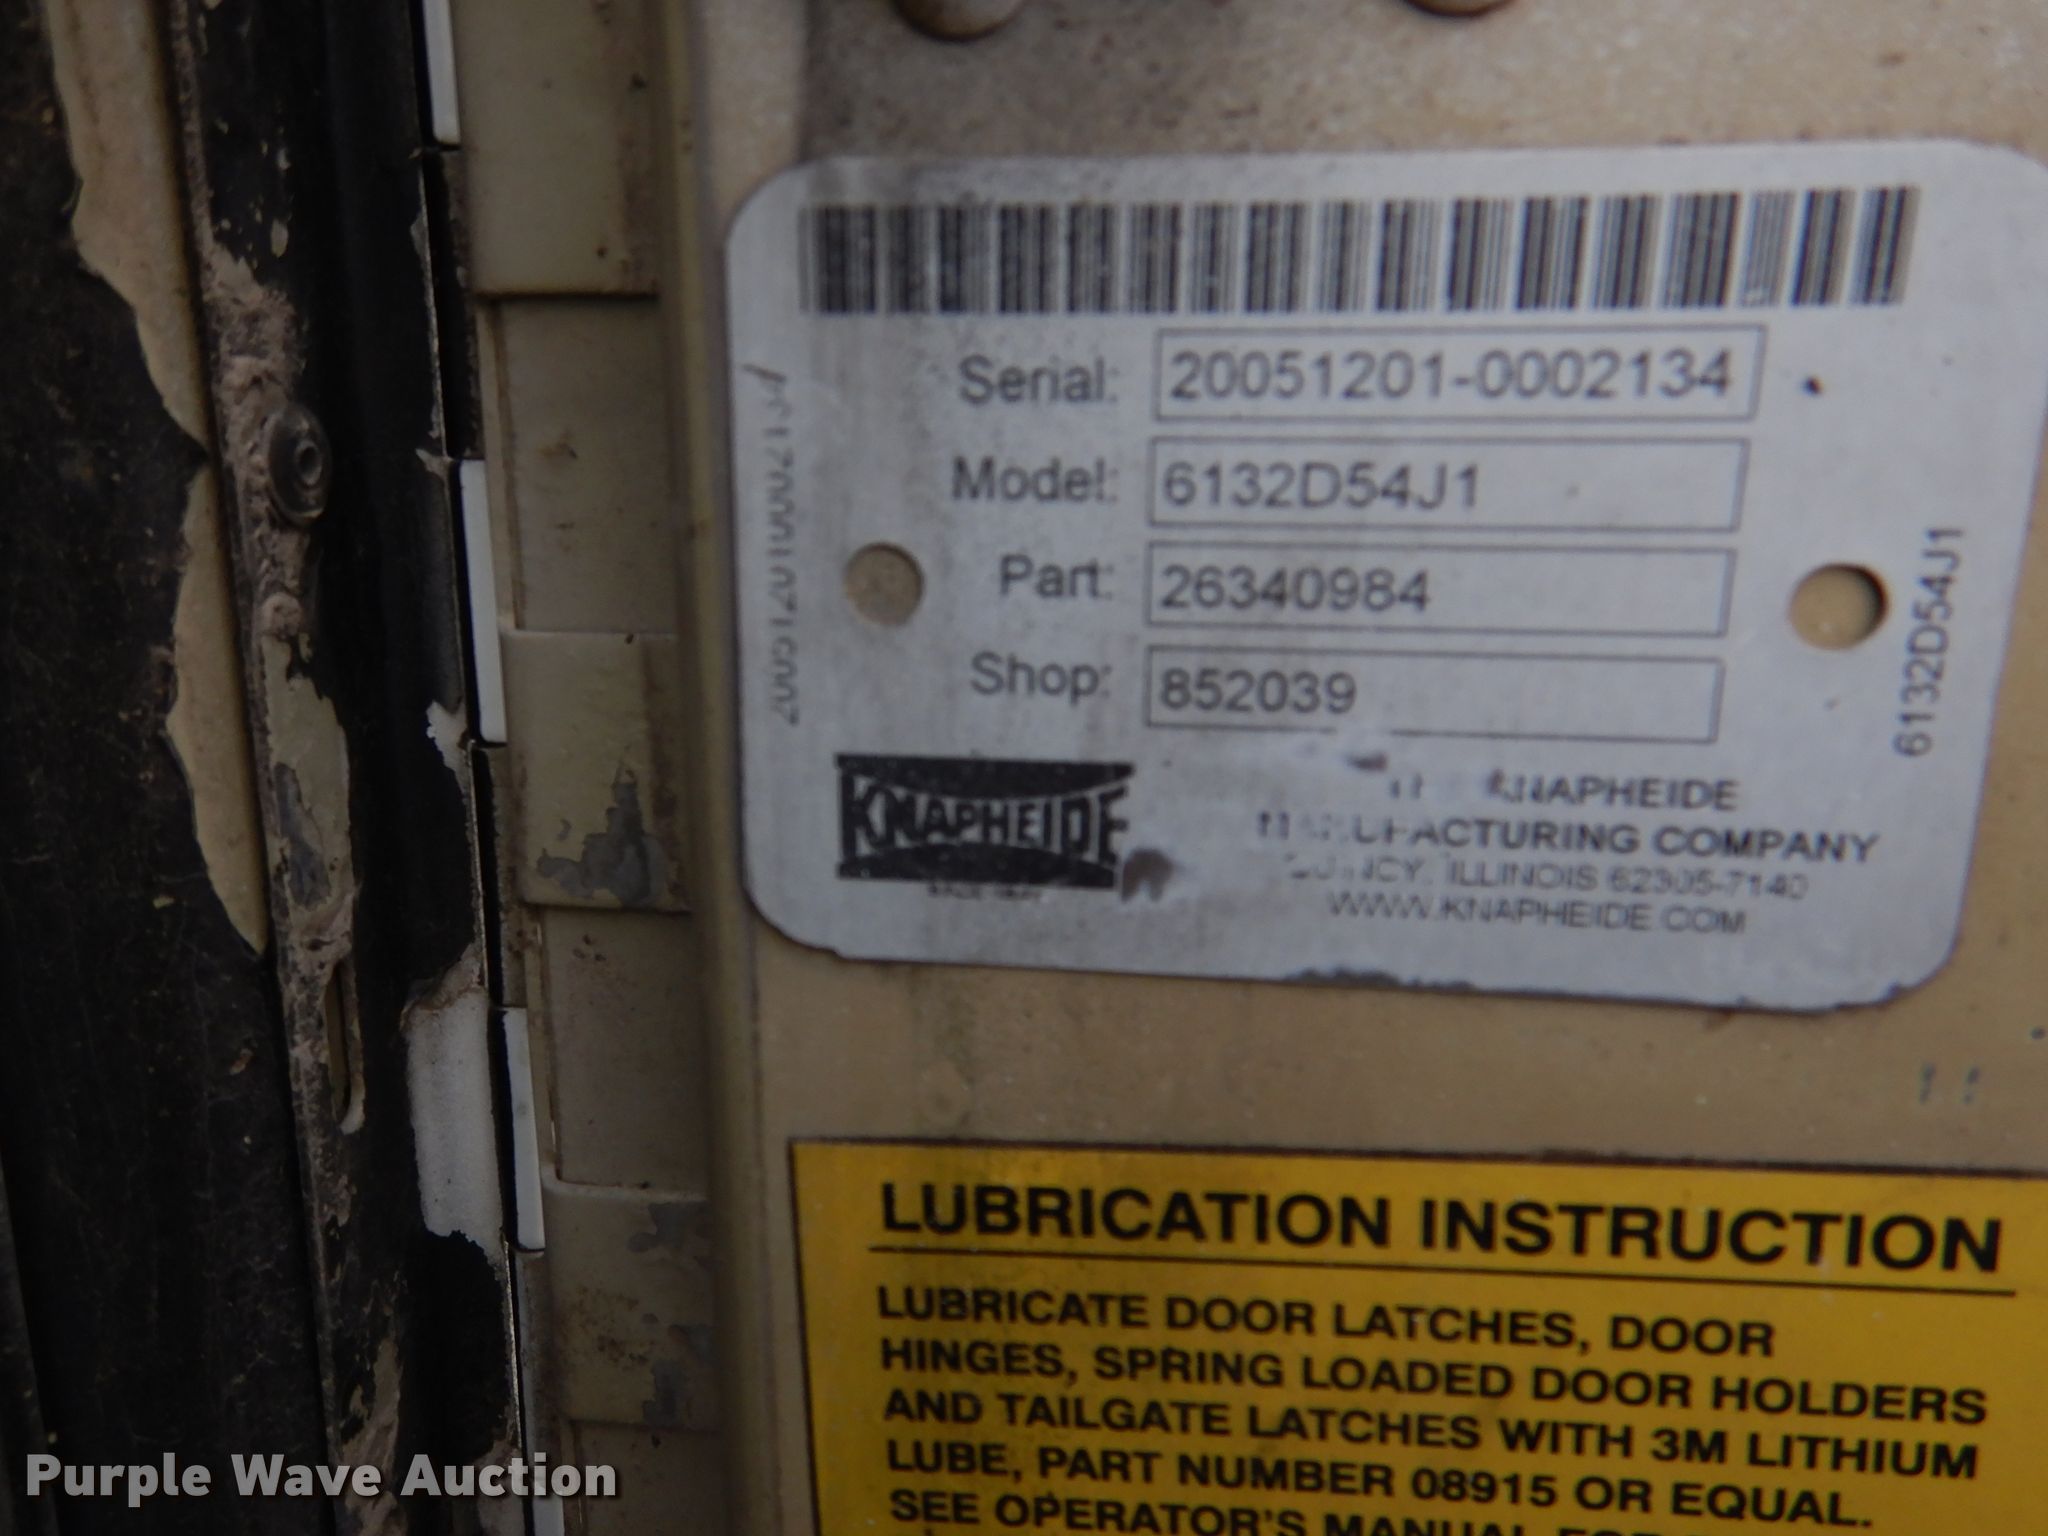 Serial: 20051201-0002134
Model: 6132D54J1
Part: 26340984
Shop: 852039
20051201-0002134
6132D54J1
KNAPHEIDE
KNAPHEIDE
MANUFACTURING COMPANY
QUINCY, ILLINOIS 62305-7140
WWW.KNAPHEIDE.COM
LUBRICATION INSTRUCTION
LUBRICATE DOOR LATCHES, DOOR
HINGES, SPRING LOADED DOOR HOLDERS
AND TAILGATE LATCHES WITH 3M LITHIUM
LUBE, PART NUMBER 08915 OR EQUAL.
SEE OPERATOR'S MANUAL FOR
Purple Wave Auction